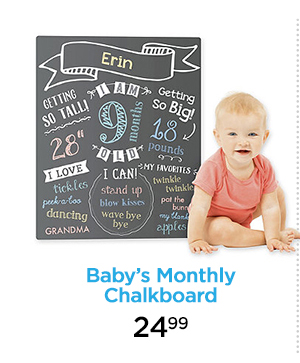 Erin
GETTING
SO TALL!
28"
I AM
9
months
OLD
Getting
So Big!
18
pounds
I LOVE
tickles
peek-a-boo
dancing
GRANDMA
I CAN!
stand up
blow kisses
wave bye
bye
MY FAVORITES
twinkle
twinkle
pat the
bunny
my blank
apples
Baby's Monthly
Chalkboard
24.99